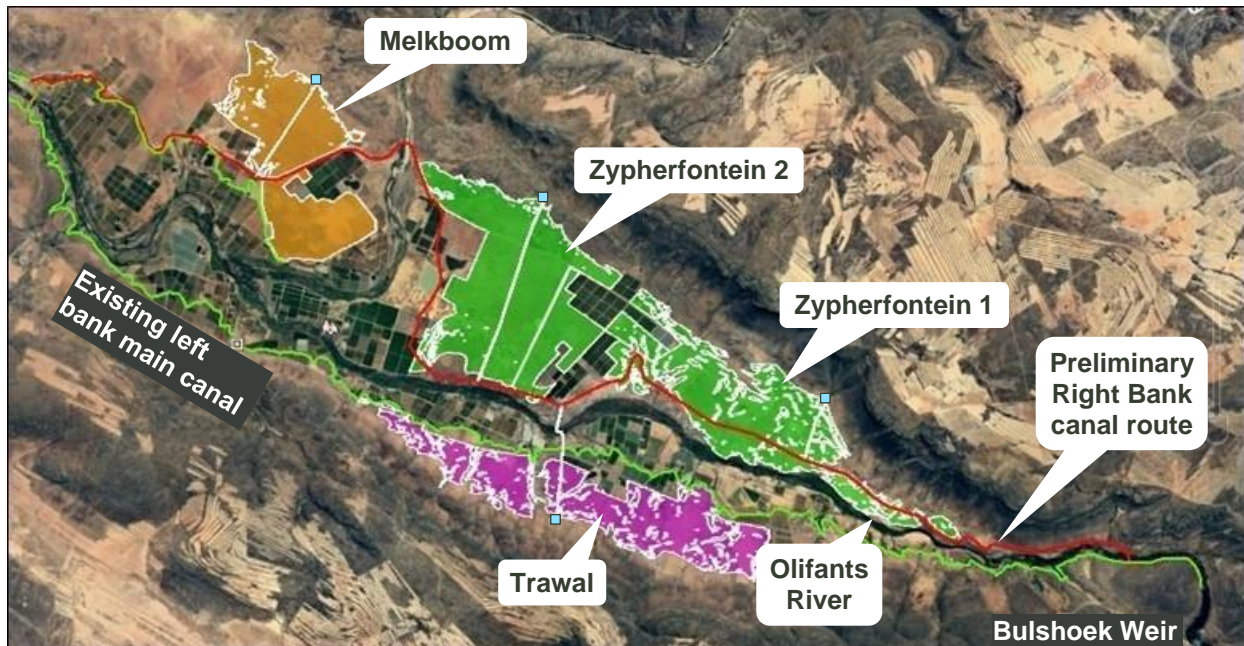 Melkboom
Zypherfontein 2
Zypherfontein 1
Preliminary
Right Bank
canal route
Existing left
bank main canal
Trawal
Olifants
River
Bulshoek Weir